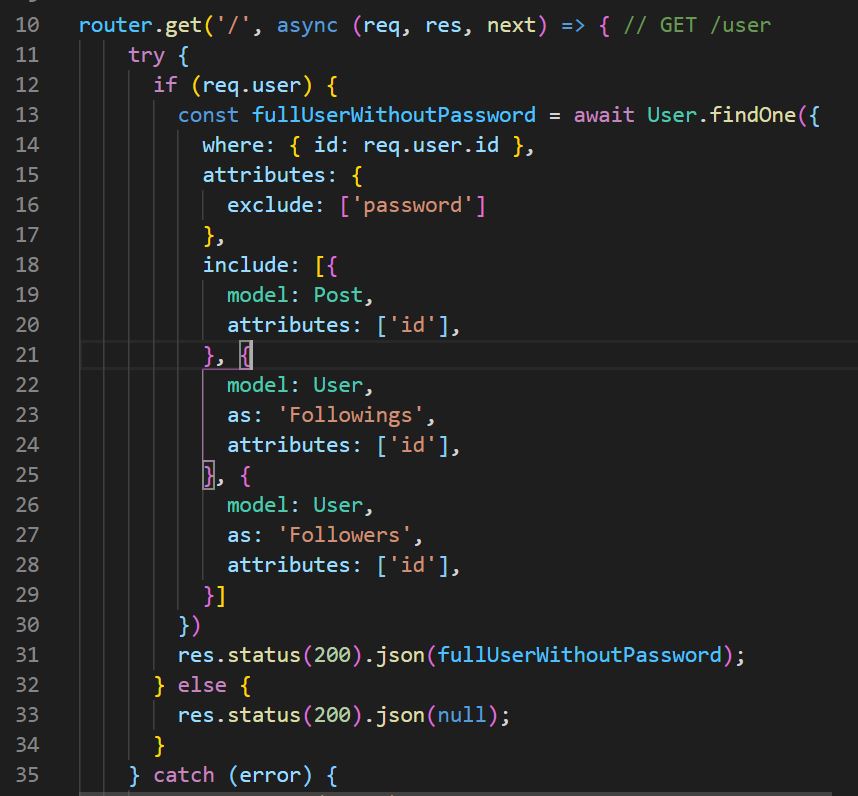 10 router.get('/', async (req, res, next) => { // GET /user
11 try {
12 if (req.user) {
13 const fullUserWithoutPassword = await User.findOne({
14 where: { id: req.user.id },
15 attributes: {
16 exclude: ['password']
17 },
18 include: [{
19 model: Post,
20 attributes: ['id'],
21 }, {
22 model: User,
23 as: 'Followings',
24 attributes: ['id'],
25 }, {
26 model: User,
27 as: 'Followers',
28 attributes: ['id'],
29 }]
30 })
31 res.status(200).json(fullUserWithoutPassword);
32 } else {
33 res.status(200).json(null);
34 }
35 } catch (error) {